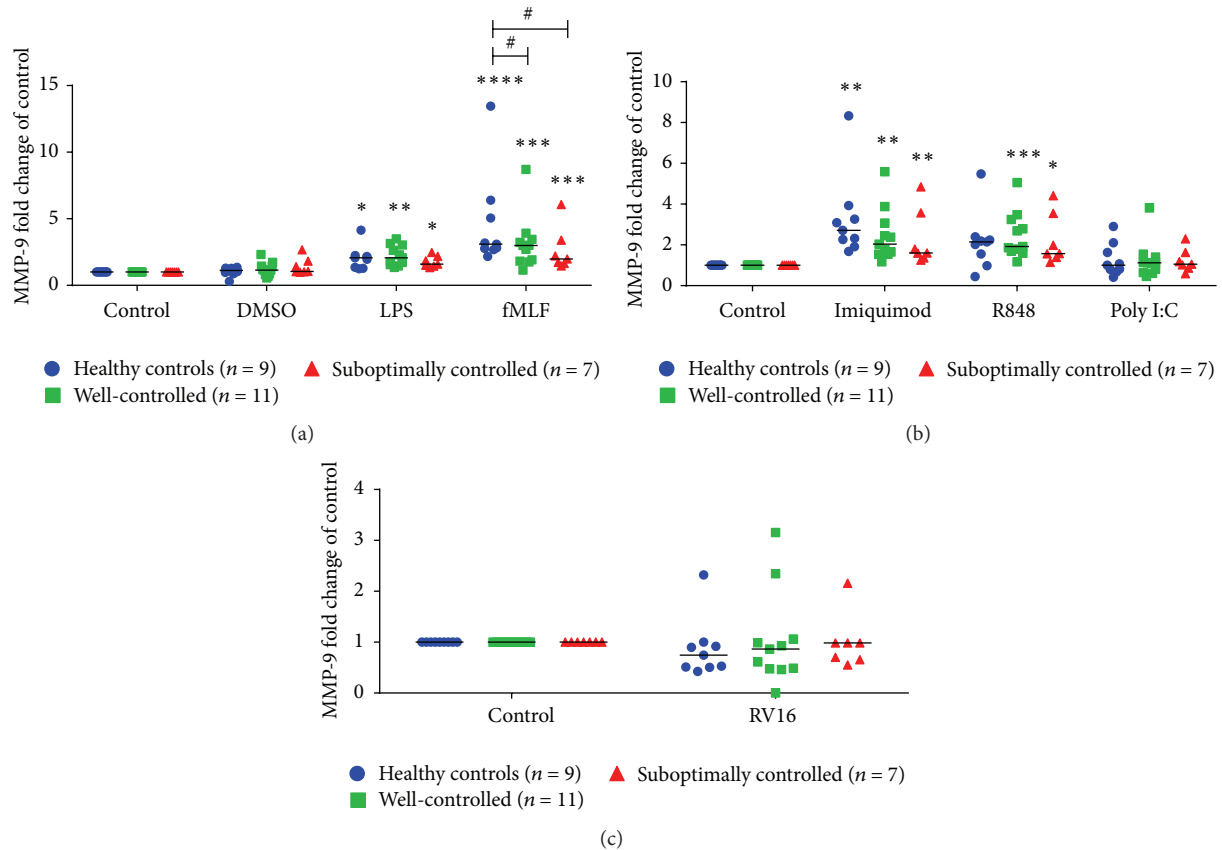 #
#
MMP-9 fold change of control
15
10
5
0
****
***
***
*
**
*
Control
DMSO
LPS
fMLF
Healthy controls (n = 9)
Suboptimally controlled (n = 7)
Well-controlled (n = 11)
(a)
MMP-9 fold change of control
10
8
6
4
2
0
**
**
**
***
*
Control
Imiquimod
R848
Poly I:C
Healthy controls (n = 9)
Suboptimally controlled (n = 7)
Well-controlled (n = 11)
(b)
MMP-9 fold change of control
4
3
2
1
0
Control
RV16
Healthy controls (n = 9)
Suboptimally controlled (n = 7)
Well-controlled (n = 11)
(c)